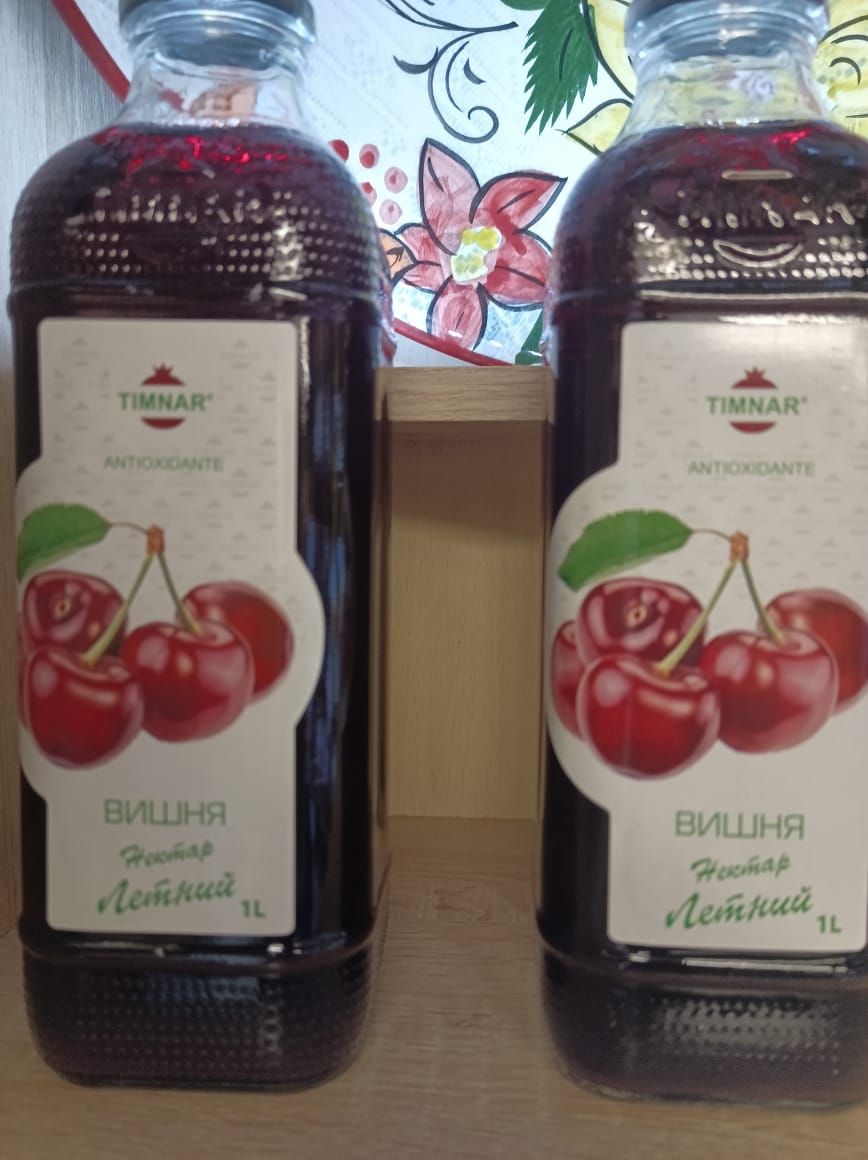 TIMNAR®
ANTIOXIDANTE
ВИШНЯ
Нектар
Летний
1L
TIMNAR®
ANTIOXIDANTE
ВИШНЯ
Нектар
Летний
1L